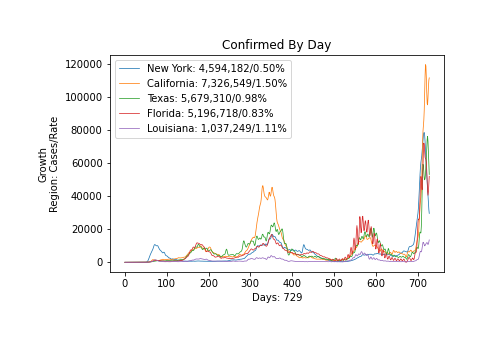 Confirmed By Day
New York: 4,594,182/0.50%
California: 7,326,549/1.50%
Texas: 5,679,310/0.98%
Florida: 5,196,718/0.83%
Louisiana: 1,037,249/1.11%
Growth
Region: Cases/Rate
120000
100000
80000
60000
40000
20000
0
0 100 200 300 400 500 600 700
Days: 729